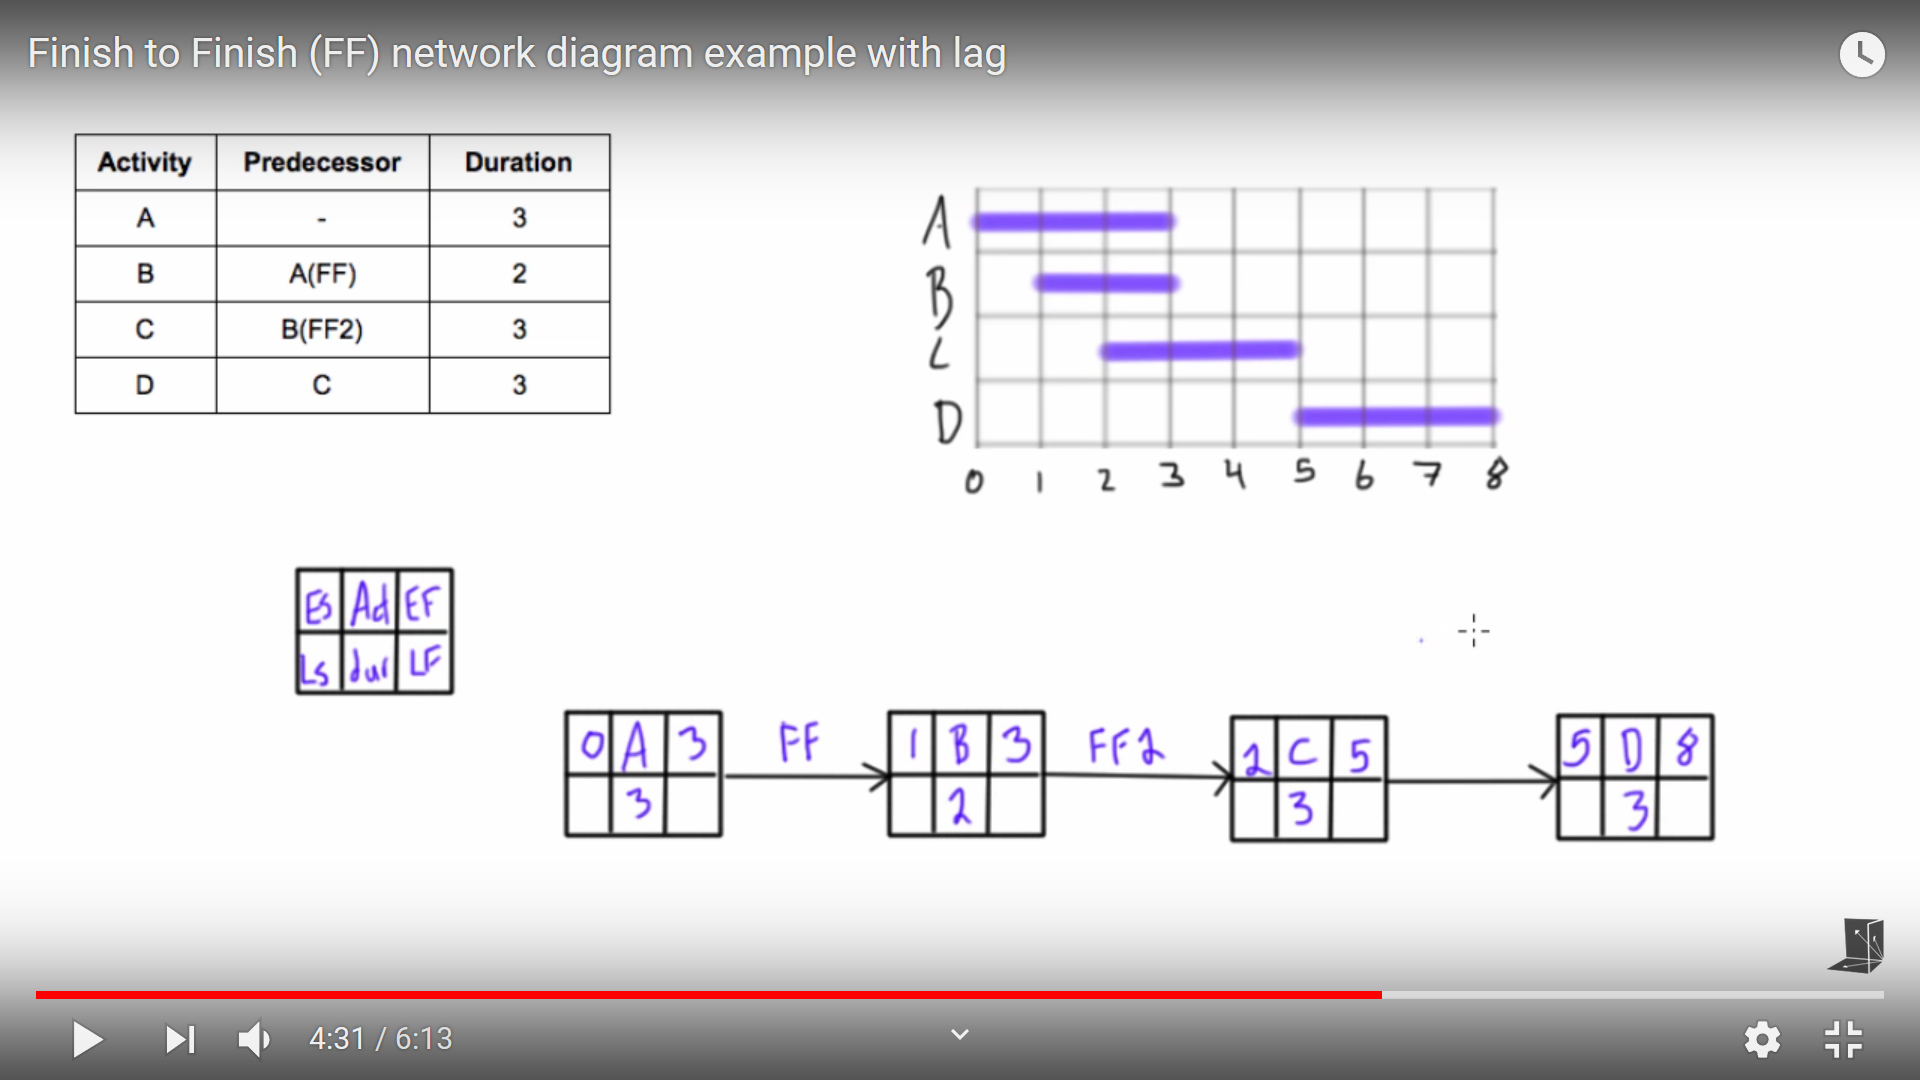 Finish to Finish (FF) network diagram example with lag
Activity Predecessor Duration
A - 3
B A(FF) 2
C B(FF2) 3
D C 3
A
B
C
D
0 1 2 3 4 5 6 7 8
ES Ad EF
LS dur LF
0 A 3
3
FF
1 B 3
2
FF2
2 C 5
3
5 D 8
3
4:31 / 6:13